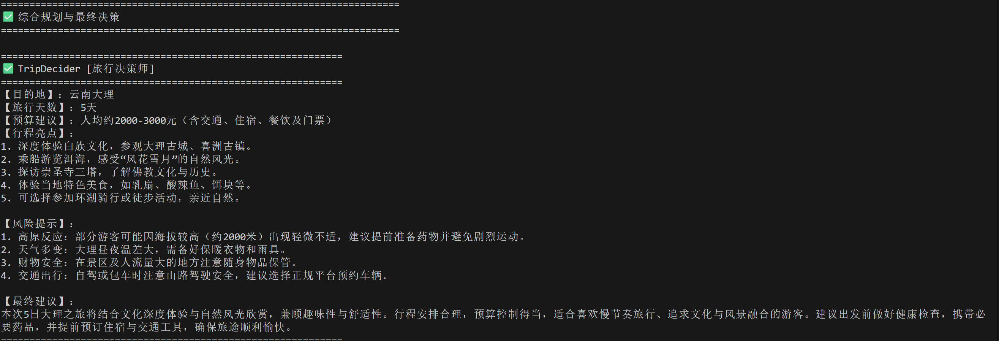 ======================================================================
✅ 综合规划与最终决策
======================================================================
============================================================
✅ TripDecider [旅行决策师]
============================================================
【目的地】：云南大理
【旅行天数】：5天
【预算建议】：人均约2000-3000元（含交通、住宿、餐饮及门票）
【行程亮点】：
1. 深度体验白族文化，参观大理古城、喜洲古镇。
2. 乘船游览洱海，感受“风花雪月”的自然风光。
3. 探访崇圣寺三塔，了解佛教文化与历史。
4. 体验当地特色美食，如乳扇、酸辣鱼、饵块等。
5. 可选择参加环湖骑行或徒步活动，亲近自然。
【风险提示】：
1. 高原反应：部分游客可能因海拔较高（约2000米）出现轻微不适，建议提前准备药物并避免剧烈运动。
2. 天气多变：大理昼夜温差大，需备好保暖衣物和雨具。
3. 财物安全：在景区及人流量大的地方注意随身物品保管。
4. 交通出行：自驾或包车时注意山路驾驶安全，建议选择正规平台预约车辆。
【最终建议】：
本次5日大理之旅将结合文化深度体验与自然风光欣赏，兼顾趣味性与舒适性。行程安排合理，预算控制得当，适合喜欢慢节奏旅行、追求文化与风景融合的游客。建议出发前做好健康检查，携带必
要药品，并提前预订住宿与交通工具，确保旅途顺利愉快。
============================================================